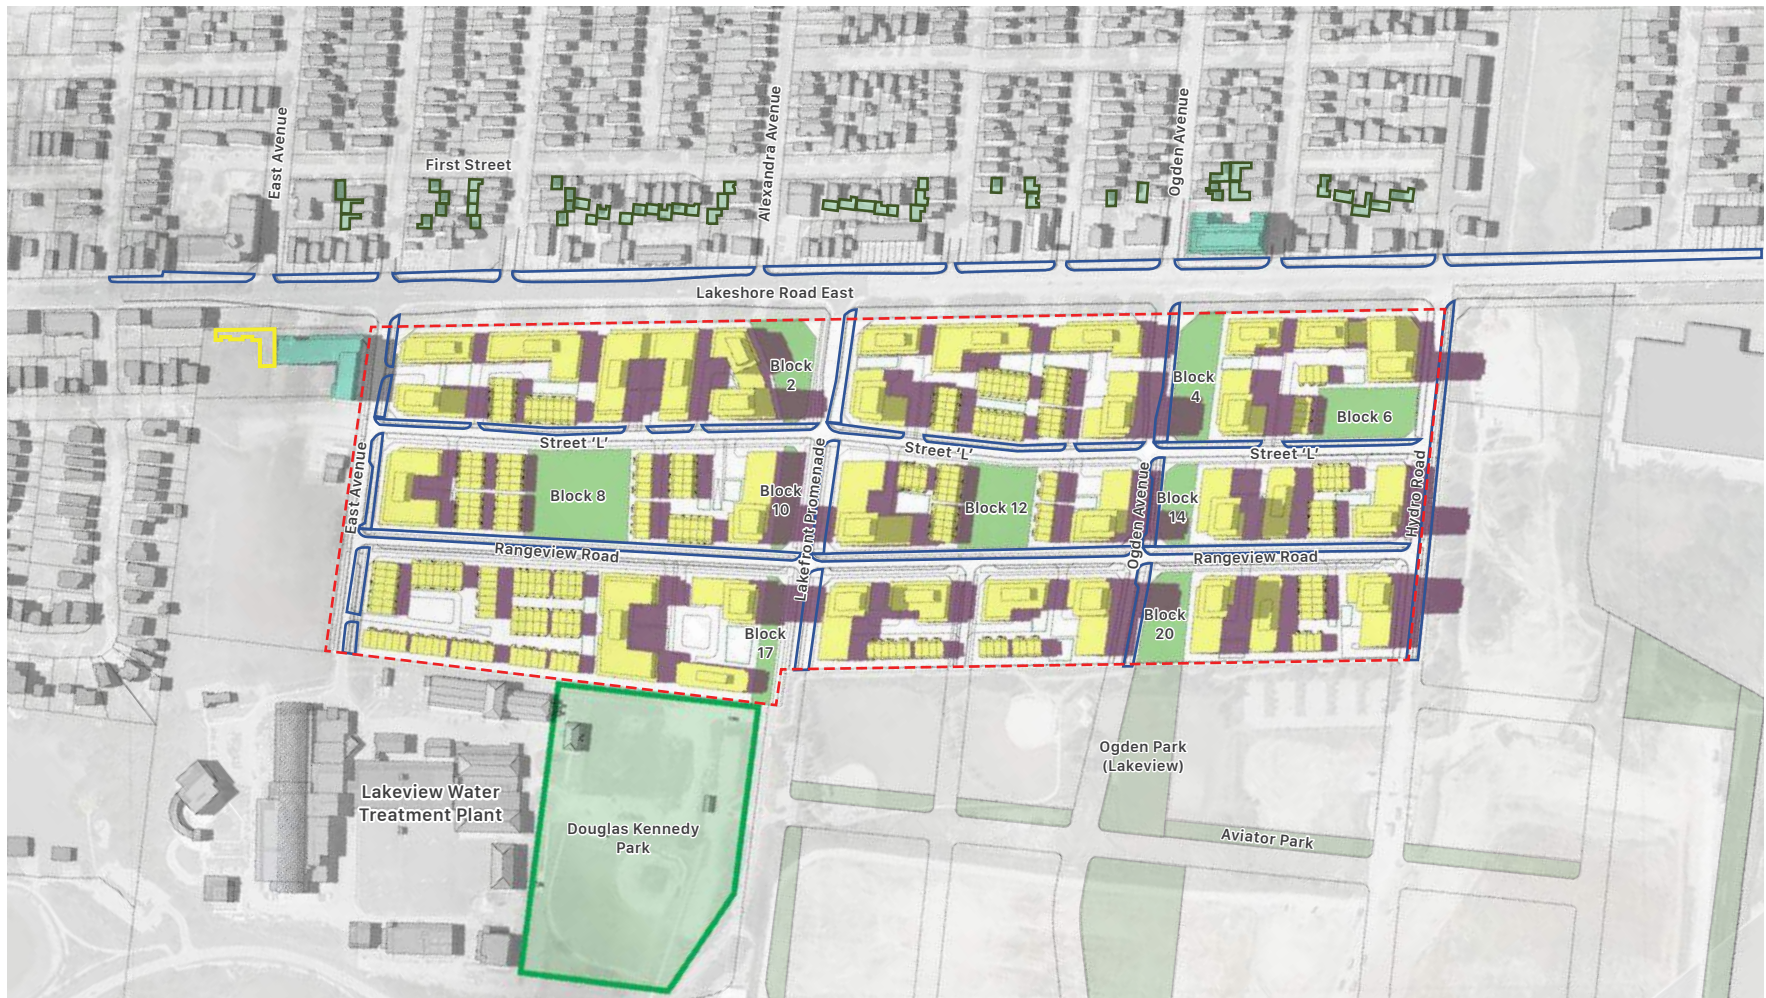 East Avenue
First Street
Alexandra Avenue
Ogden Avenue
Lakeshore Road East
Block
2
Block
4
Block 6
Street ‘L’
Street ‘L’
Street ‘L’
East Avenue
Block 8
Block
10
Lakefront Promenade
Block 12
Ogden Avenue
Block
14
Hydro Road
Rangeview Road
Rangeview Road
Block
17
Block
20
Lakeview Water
Treatment Plant
Douglas Kennedy
Park
Ogden Park
(Lakeview)
Aviator Park